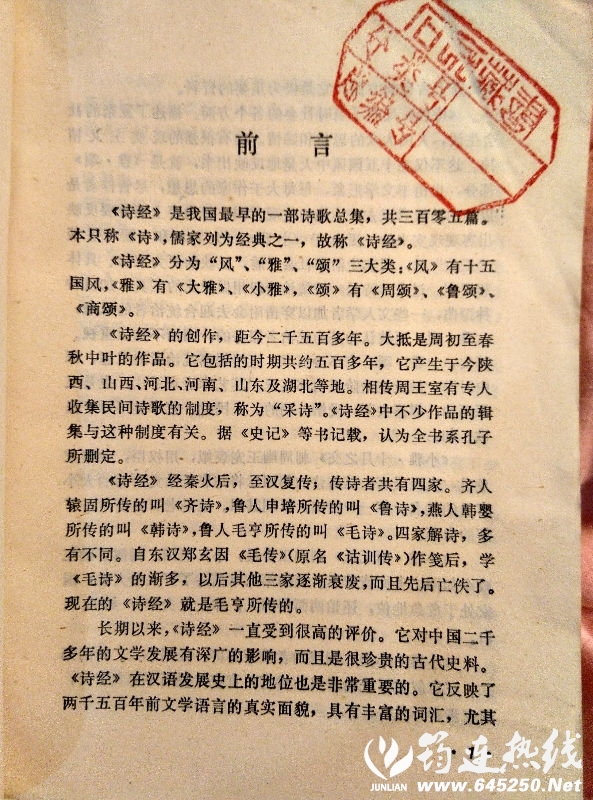 分类号
总编号
前言
《诗经》是我国最早的一部诗歌总集，共三百零五篇。
本只称《诗》，儒家列为经典之一，故称《诗经》。
《诗经》分为“风”、“雅”、“颂”三大类：《风》有十五
国风，《雅》有《大雅》、《小雅》，《颂》有《周颂》、《鲁颂》、
《商颂》。
《诗经》的创作，距今二千五百多年。大抵是周初至春
秋中叶的作品。它包括的时期共约五百多年，它产生于今陕
西、山西、河北、河南、山东及湖北等地。相传周王室有专人
收集民间诗歌的制度，称为“采诗”。《诗经》中不少作品的辑
集与这种制度有关。据《史记》等书记载，认为全书系孔子
所删定。
《诗经》经秦火后，至汉复传；传诗者共有四家。齐人
辕固所传的叫《齐诗》，鲁人申培所传的叫《鲁诗》，燕人韩婴
所传的叫《韩诗》，鲁人毛亨所传的叫《毛诗》。四家解诗，多
有不同。自东汉郑玄因《毛传》（原名《诂训传》）作笺后，学
《毛诗》的渐多，以后其他三家逐渐衰废，而且先后亡佚了。
现在的《诗经》就是毛亨所传的。
长期以来，《诗经》一直受到很高的评价。它对中国二千
多年的文学发展有深广的影响，而且是很珍贵的古代史料。
《诗经》在汉语发展史上的地位也是非常重要的。它反映了
两千五百年前文学语言的真实面貌，具有丰富的词汇，尤其
·1·
筠连热线
JUNLIAN
www.645250.Net